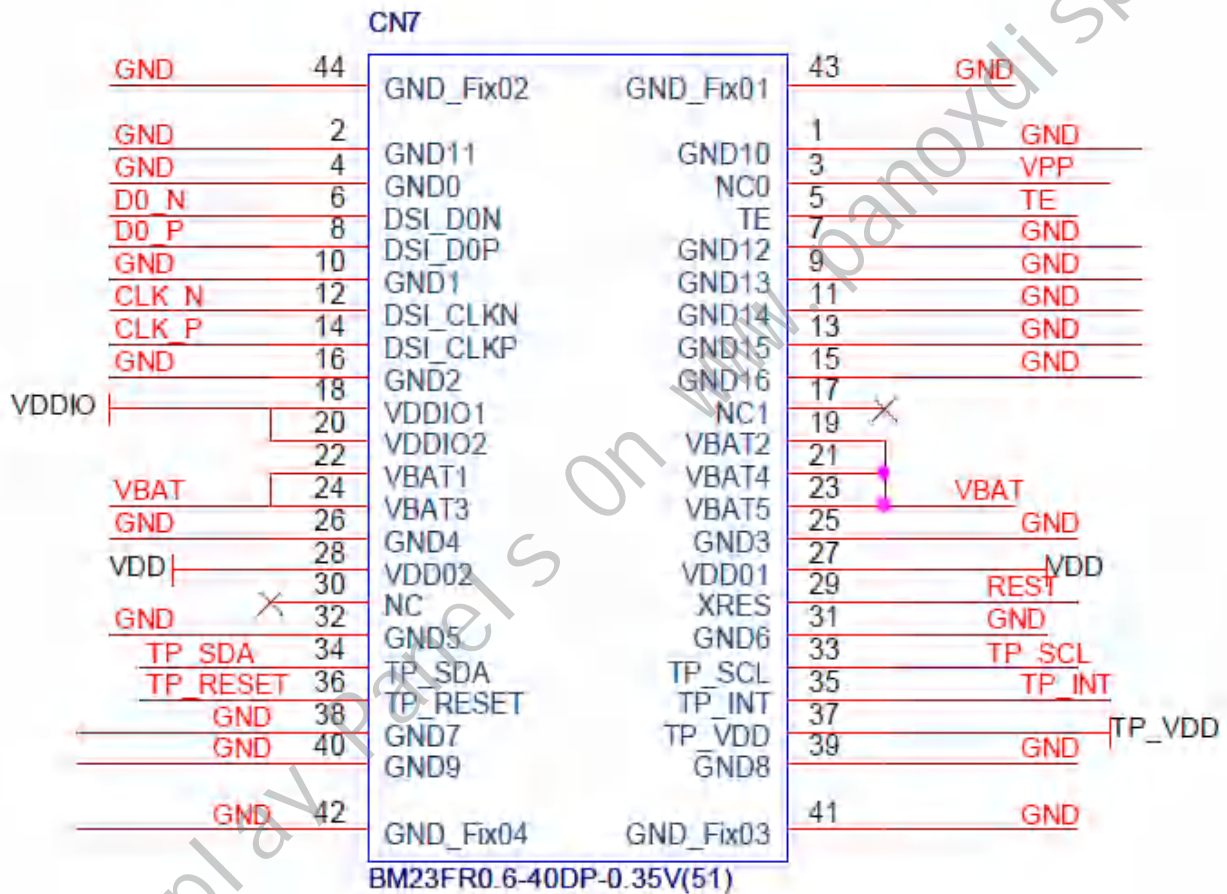 CN7
GND 44 GND_Fix02 GND_Fix01 43 GND
GND 2 GND11 GND10 1 GND
GND 4 GND0 NC0 3 VPP
D0_N 6 DSI_D0N TE 5 TE
D0_P 8 DSI_D0P GND12 7 GND
GND 10 GND1 GND13 9 GND
CLK_N 12 DSI_CLKN GND14 11 GND
CLK_P 14 DSI_CLKP GND15 13 GND
GND 16 GND2 GND16 15 GND
VDDIO 18 VDDIO1 NC1 17
20 VDDIO2 VBAT2 19
22 VBAT1 VBAT4 21
VBAT 24 VBAT3 VBAT5 23 VBAT
GND 26 GND4 GND3 25 GND
VDD 28 VDD02 VDD01 27 VDD
30 NC XRES 29 REST
GND 32 GND5 GND6 31 GND
TP_SDA 34 TP_SDA TP_SCL 33 TP_SCL
TP_RESET 36 TP_RESET TP_INT 35 TP_INT
GND 38 GND7 TP_VDD 37 TP_VDD
GND 40 GND9 GND8 39 GND
GND 42 GND_Fix04 GND_Fix03 41 GND
BM23FR0.6-40DP-0.35V(51)
play Panels On www.panoxdisp